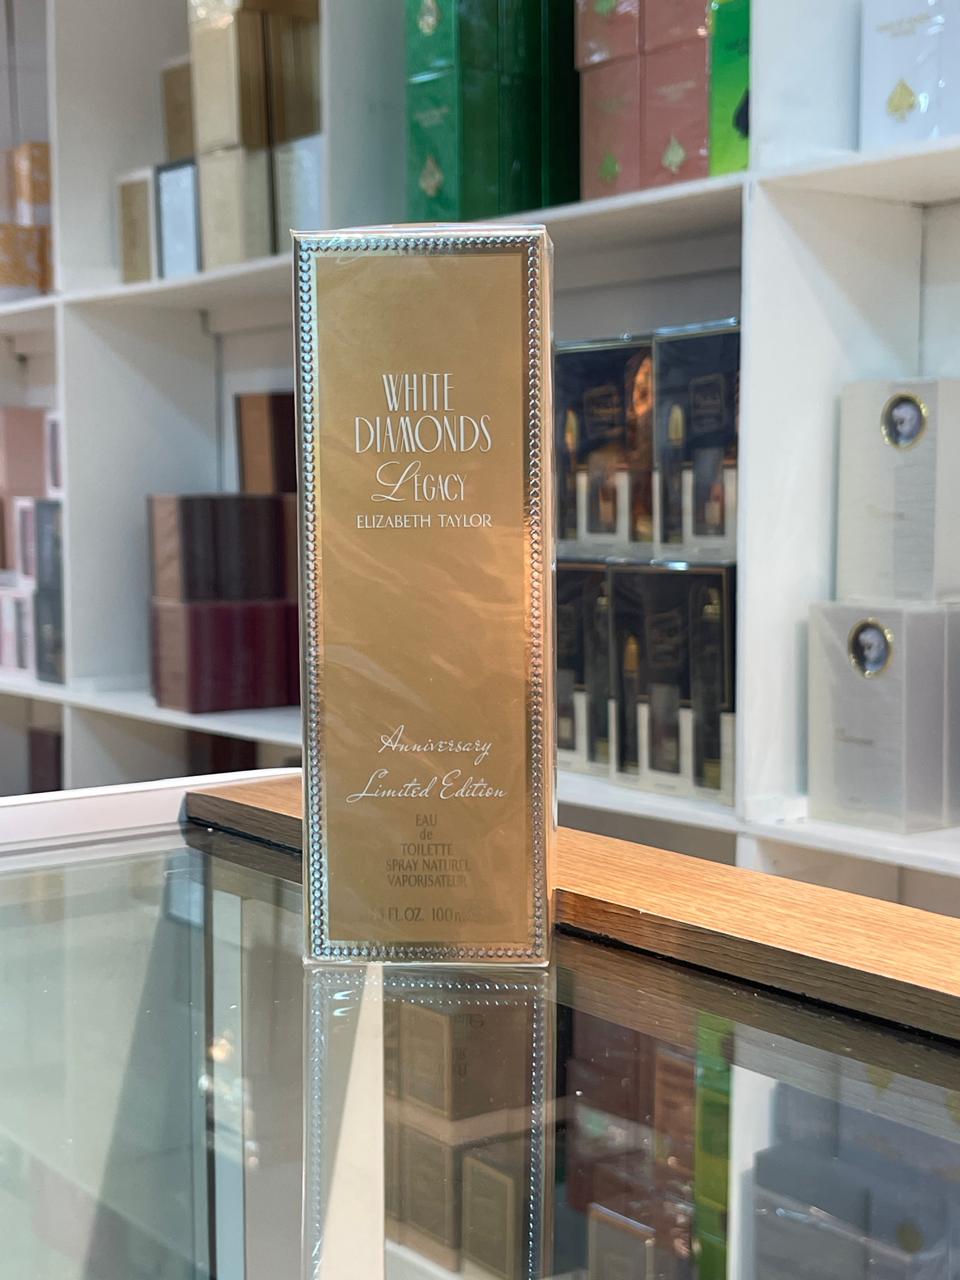 WHITE
DIAMONDS
LEGACY
ELIZABETH TAYLOR
Anniversary
Limited Edition
EAU
de
TOILETTE
SPRAY NATUREL
VAPORISATEUR
FL.OZ. 100